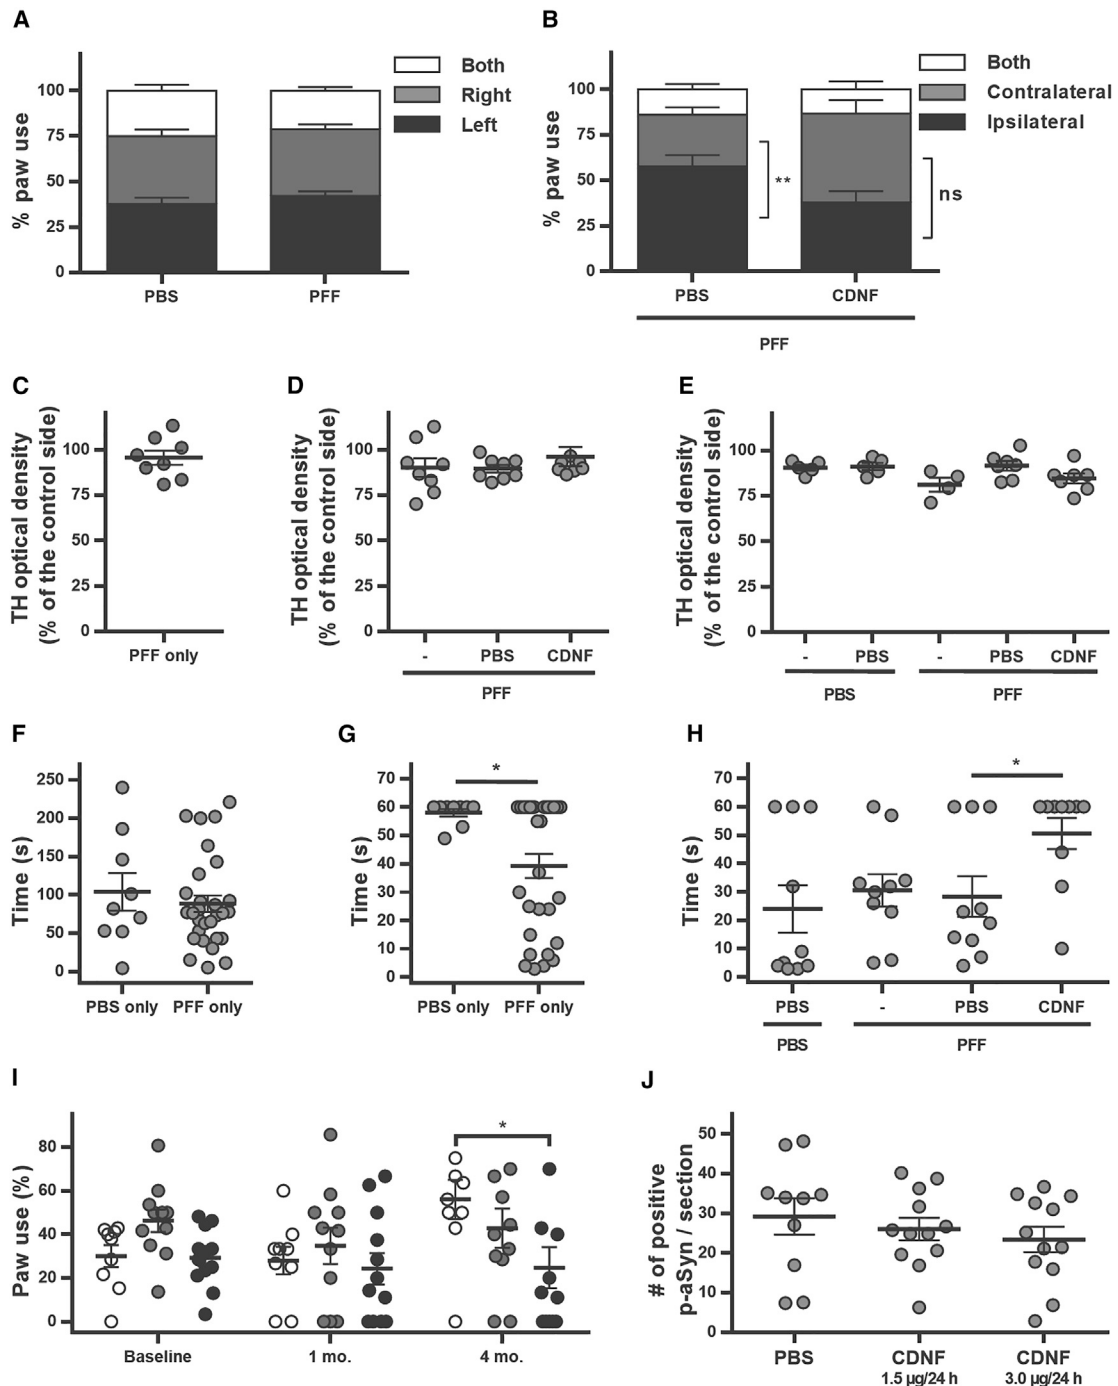 A
% paw use
100
75
50
25
0
PBS
PFF
Both
Right
Left
B
% paw use
100
75
50
25
0
PBS
CDNF
PFF
Both
Contralateral
Ipsilateral
**
ns
C
TH optical density
(% of the control side)
100
75
50
25
0
PFF only
D
TH optical density
(% of the control side)
100
75
50
25
0
- PBS CDNF
PFF
E
TH optical density
(% of the control side)
100
75
50
25
0
- PBS - PBS CDNF
PBS PFF
F
Time (s)
250
200
150
100
50
0
PBS only PFF only
G
Time (s)
70
60
50
40
30
20
10
0
*
PBS only PFF only
H
Time (s)
70
60
50
40
30
20
10
0
*
PBS - PBS CDNF
PBS PFF
I
Paw use (%)
80
60
40
20
0
*
Baseline 1 mo. 4 mo.
J
# of positive
p-aSyn / section
50
40
30
20
10
0
PBS CDNF CDNF
1.5 µg/24 h 3.0 µg/24 h